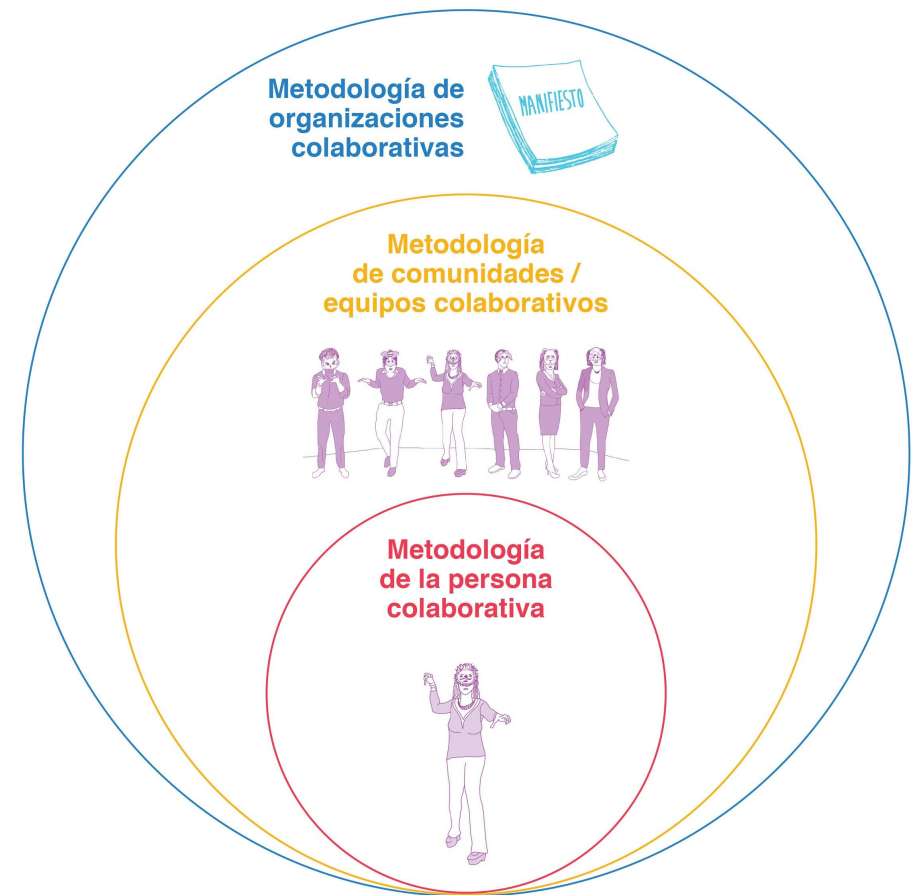 Metodología de
organizaciones
colaborativas
MANIFIESTO
Metodología
de comunidades /
equipos colaborativos
Metodología
de la persona
colaborativa